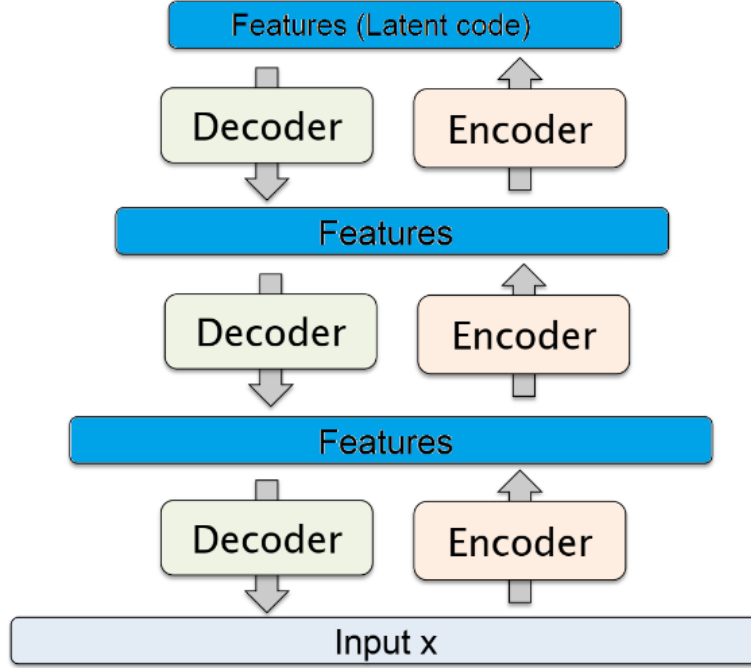 Features (Latent code)
Decoder
Encoder
Features
Decoder
Encoder
Features
Decoder
Encoder
Input x